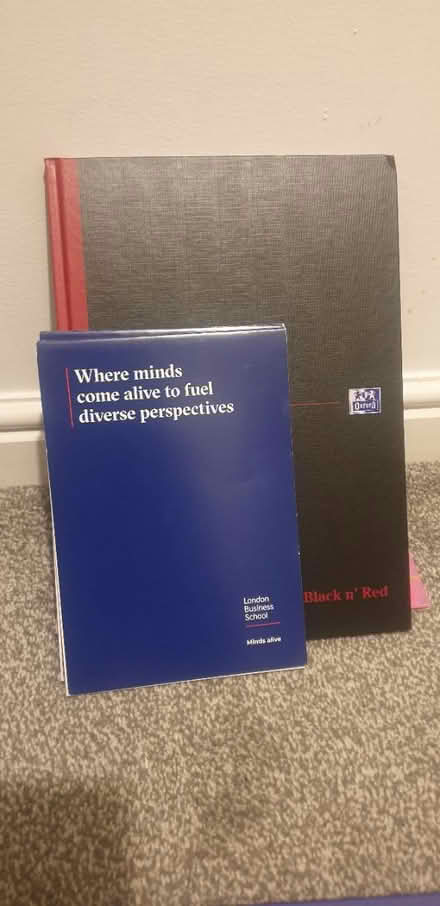 Where minds
come alive to fuel
diverse perspectives
Oxford
London
Business
School
Black n' Red
Minds alive